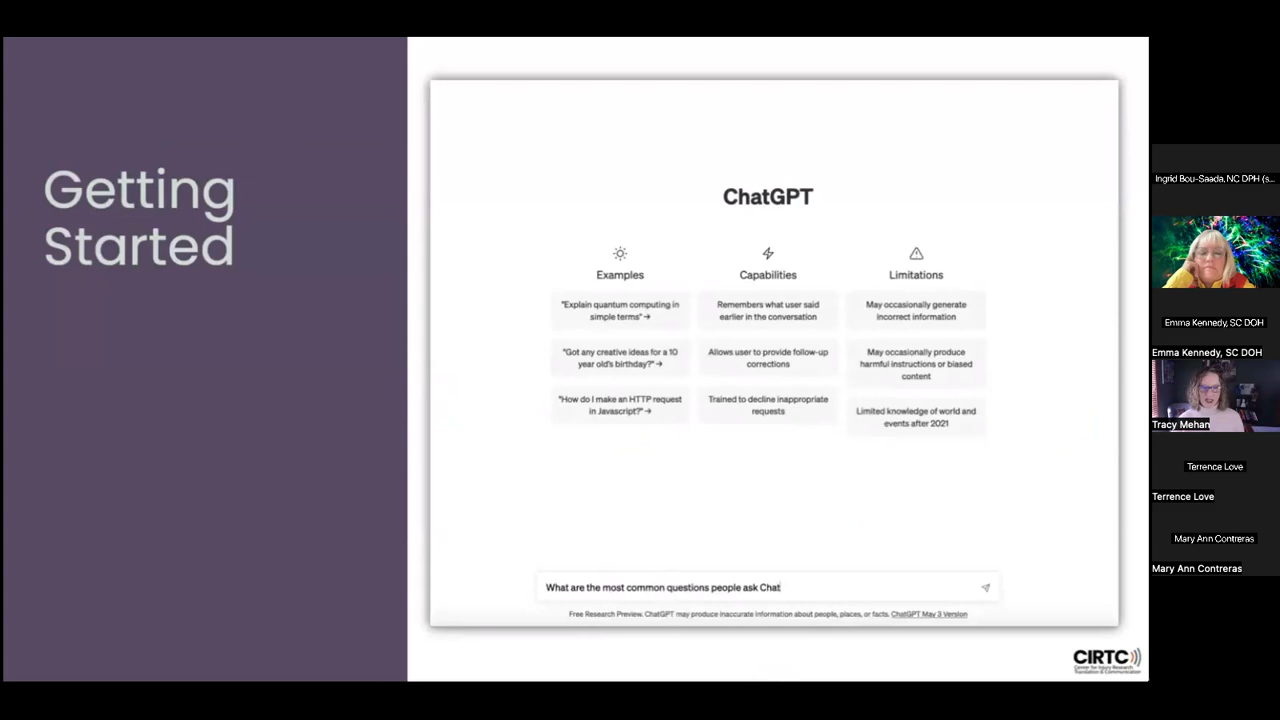 Getting
Started
ChatGPT
Examples
"Explain quantum computing in
simple terms" →
"Got any creative ideas for a 10
year old's birthday?" →
"How do I make an HTTP request
in Javascript?" →
Capabilities
Remembers what user said
earlier in the conversation
Allows user to provide follow-up
corrections
Trained to decline inappropriate
requests
Limitations
May occasionally generate
incorrect information
May occasionally produce
harmful instructions or biased
content
Limited knowledge of world and
events after 2021
What are the most common questions people ask Chat
Free Research Preview. ChatGPT may produce inaccurate information about people, places, or facts. ChatGPT May 3 Version
CIRTC
Center for Injury Research
Translation & Communication
Ingrid Bou-Saada, NC DPH (s...
Emma Kennedy, SC DOH
Emma Kennedy, SC DOH
Tracy Mehan
Terrence Love
Terrence Love
Mary Ann Contreras
Mary Ann Contreras